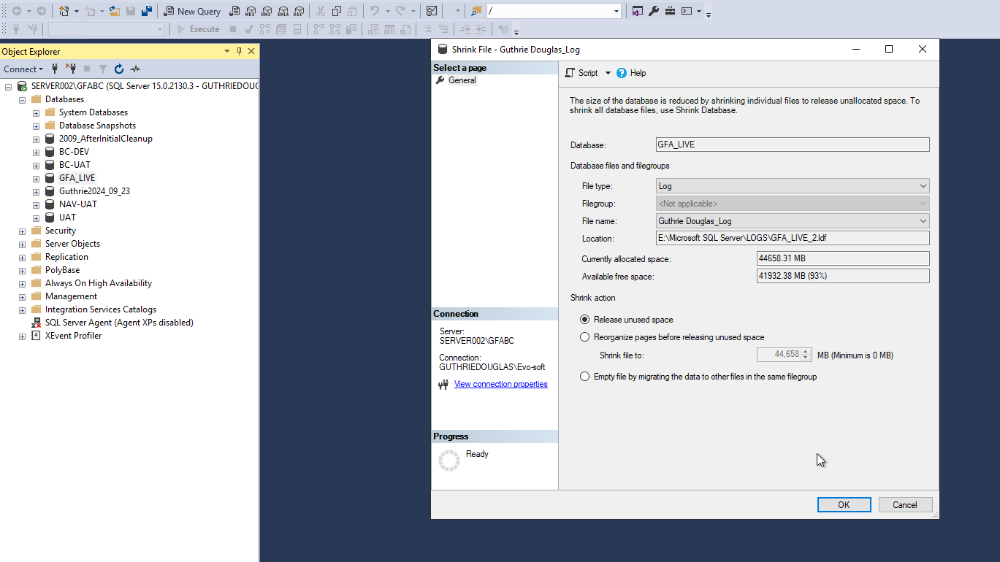 New Query
MDX
DMX
XMLA
DAX
/
Execute
Object Explorer
Connect
SERVER002\GFABC (SQL Server 15.0.2130.3 - GUTHRIEDOUG
Databases
System Databases
Database Snapshots
2009_AfterInitialCleanup
BC-DEV
BC-UAT
GFA_LIVE
Guthrie2024_09_23
NAV-UAT
UAT
Security
Server Objects
Replication
PolyBase
Always On High Availability
Management
Integration Services Catalogs
SQL Server Agent (Agent XPs disabled)
XEvent Profiler
Shrink File - Guthrie Douglas_Log
Select a page
General
Connection
Server:
SERVER002\GFABC
Connection:
GUTHRIEDOUGLAS\Evo-soft
View connection properties
Progress
Ready
Script
Help
The size of the database is reduced by shrinking individual files to release unallocated space. To
shrink all database files, use Shrink Database.
Database: GFA_LIVE
Database files and filegroups
File type: Log
Filegroup: <Not applicable>
File name: Guthrie Douglas_Log
Location: E:\Microsoft SQL Server\LOGS\GFA_LIVE_2.ldf
Currently allocated space: 44658.31 MB
Available free space: 41932.38 MB (93%)
Shrink action
Release unused space
Reorganize pages before releasing unused space
Shrink file to: 44,658 MB (Minimum is 0 MB)
Empty file by migrating the data to other files in the same filegroup
OK
Cancel